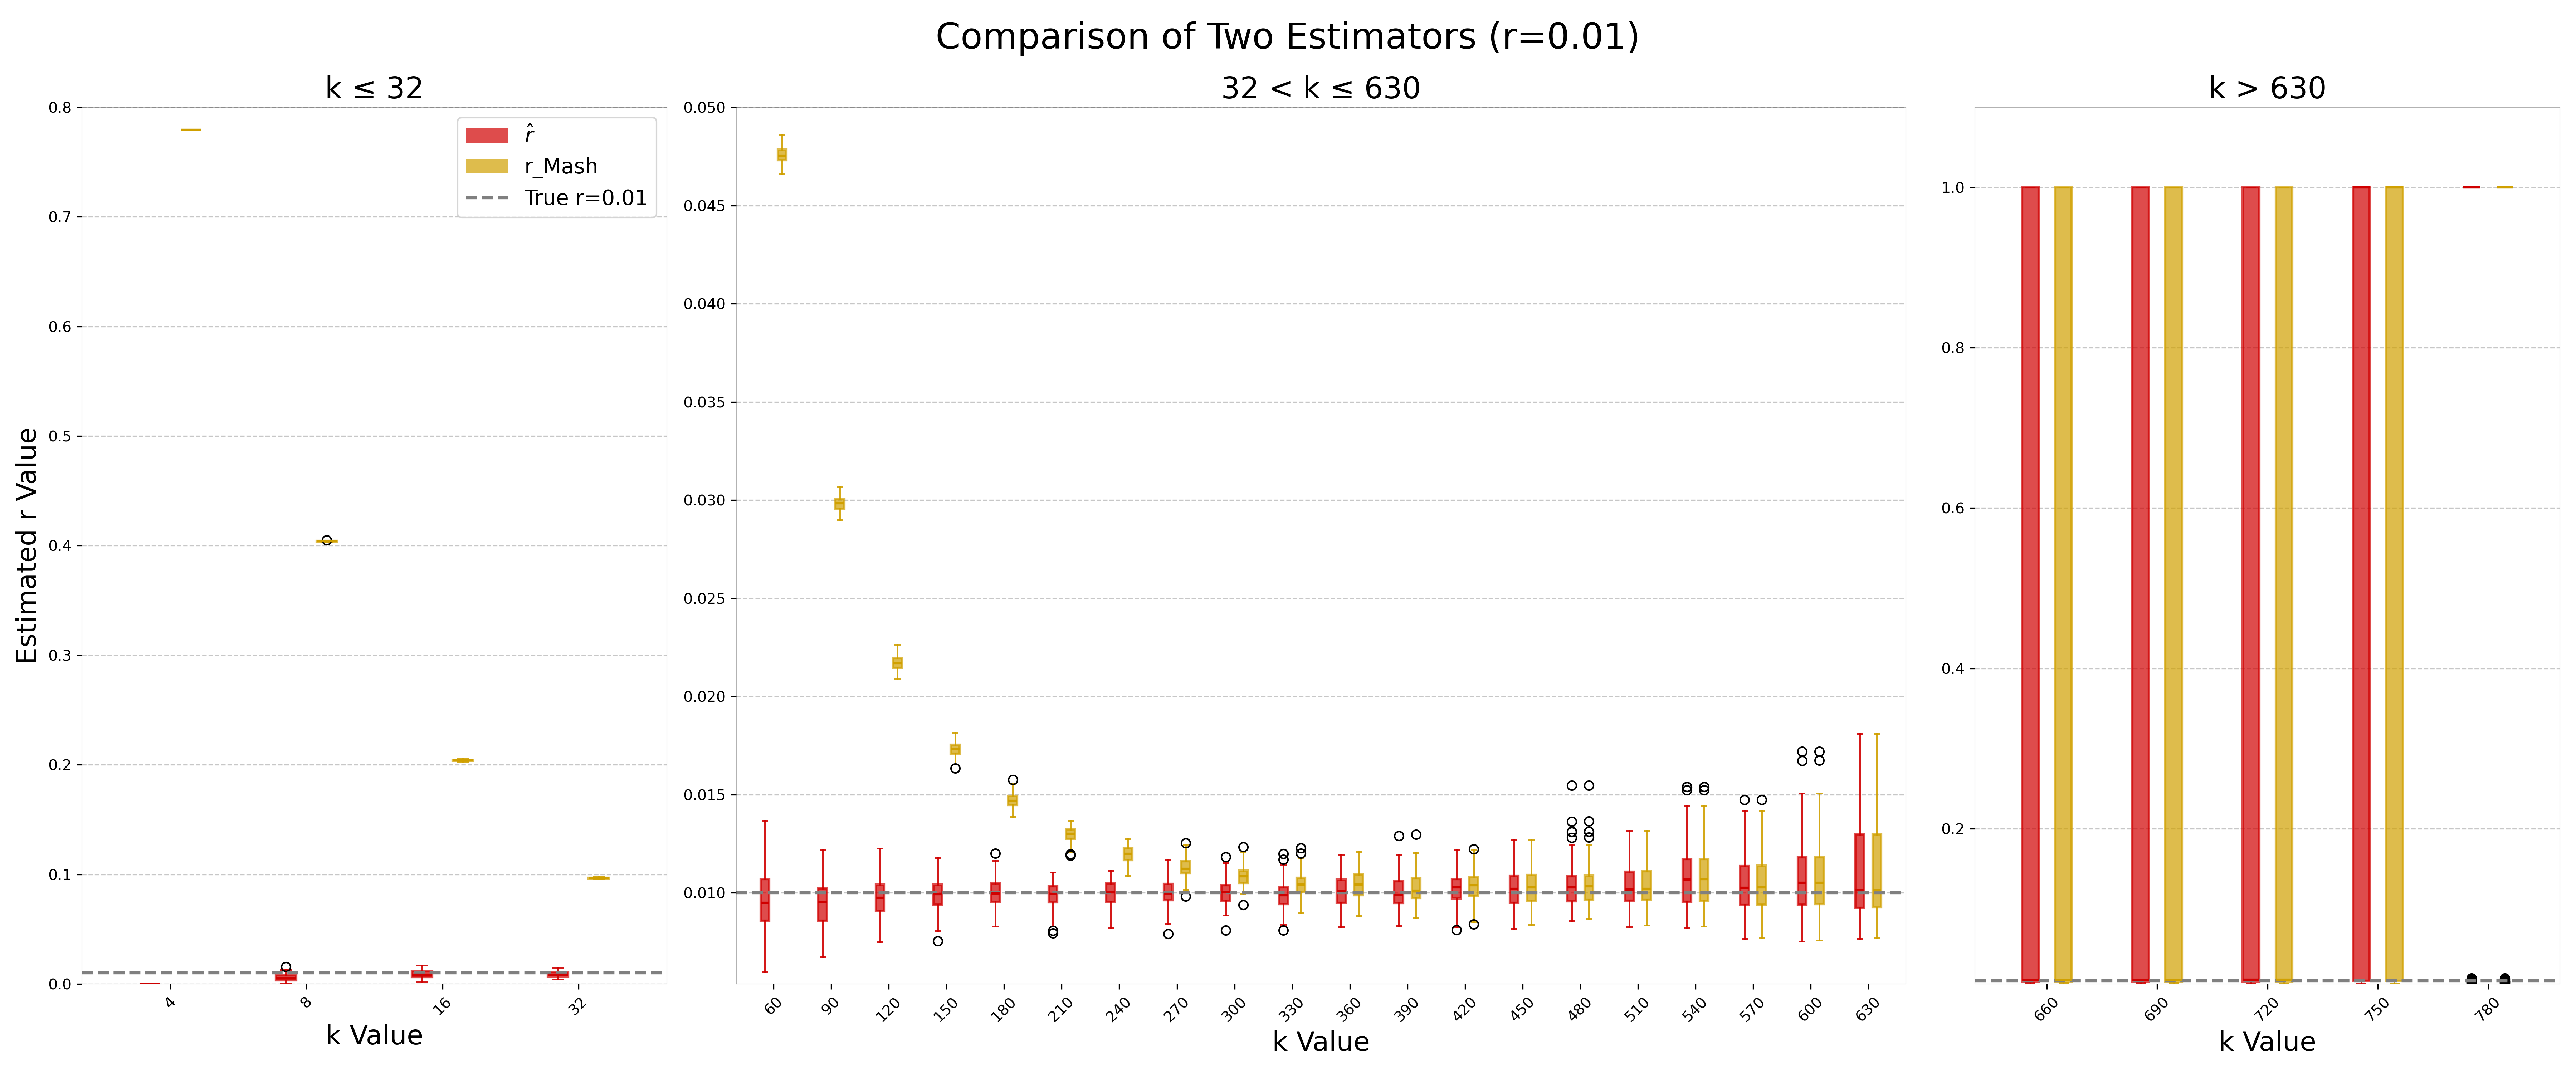 Comparison of Two Estimators (r=0.01)
k ≤ 32
32 < k ≤ 630
k > 630
Estimated r Value
0.8
0.7
0.6
0.5
0.4
0.3
0.2
0.1
0.0
r̂
r_Mash
True r=0.01
4 8 16 32
k Value
0.050
0.045
0.040
0.035
0.030
0.025
0.020
0.015
0.010
60 90 120 150 180 210 240 270 300 330 360 390 420 450 480 510 540 570 600 630
k Value
1.0
0.8
0.6
0.4
0.2
660 690 720 750 780
k Value